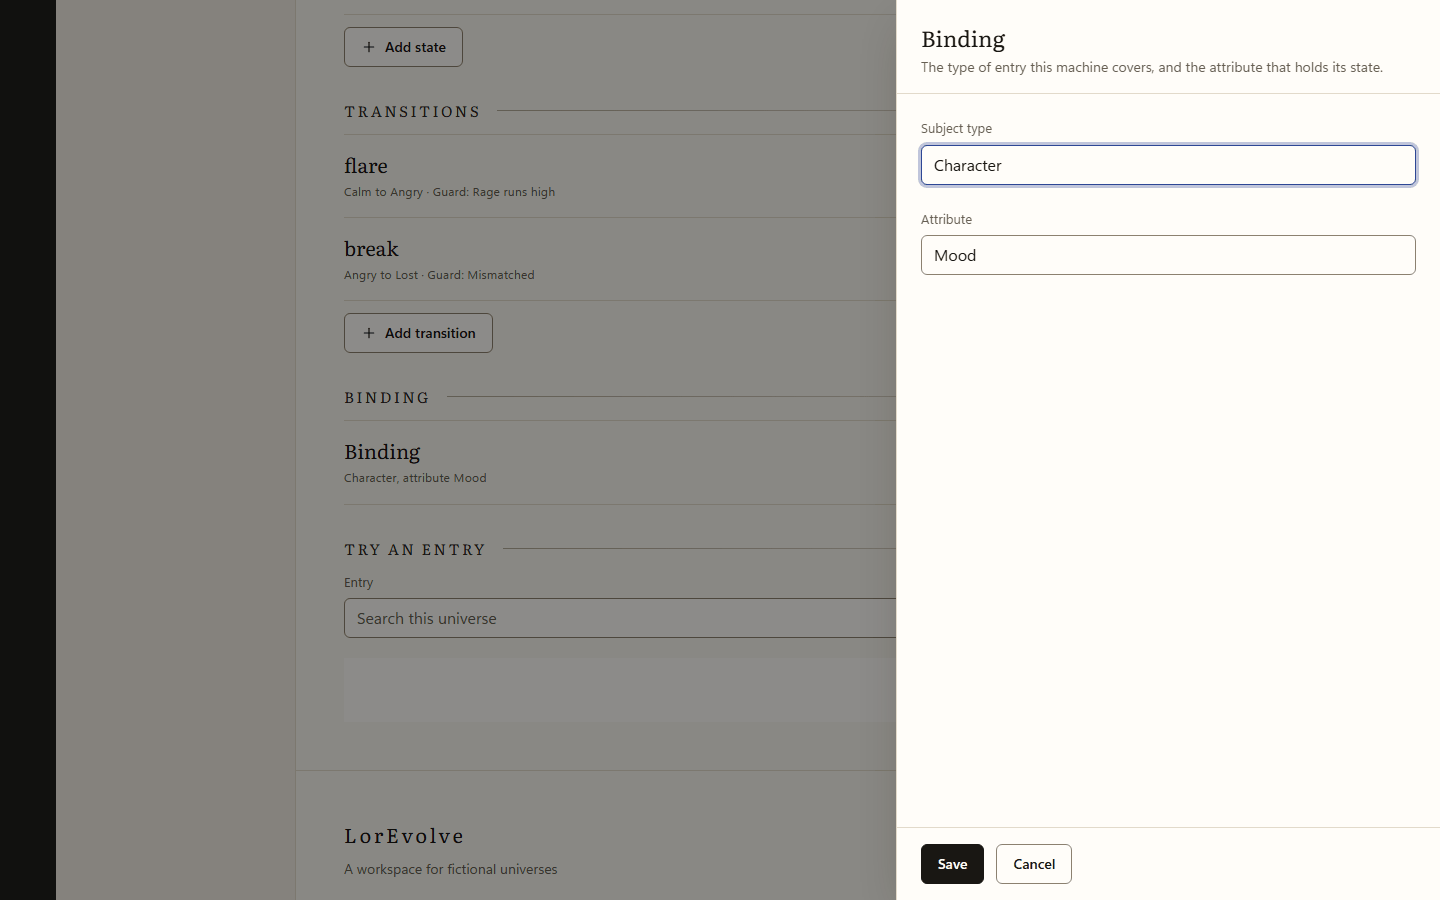 Add state
TRANSITIONS
flare
Calm to Angry · Guard: Rage runs high
break
Angry to Lost · Guard: Mismatched
Add transition
BINDING
Binding
Character, attribute Mood
TRY AN ENTRY
Entry
Search this universe
LorEvolve
A workspace for fictional universes
Binding
The type of entry this machine covers, and the attribute that holds its state.
Subject type
Character
Attribute
Mood
Save
Cancel